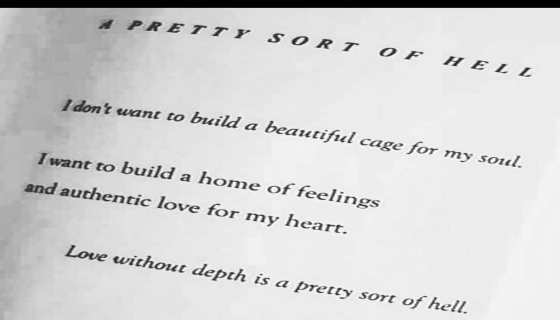 A PRETTY SORT OF HELL
I don't want to build a beautiful cage for my soul.
I want to build a home of feelings
and authentic love for my heart.
Love without depth is a pretty sort of hell.